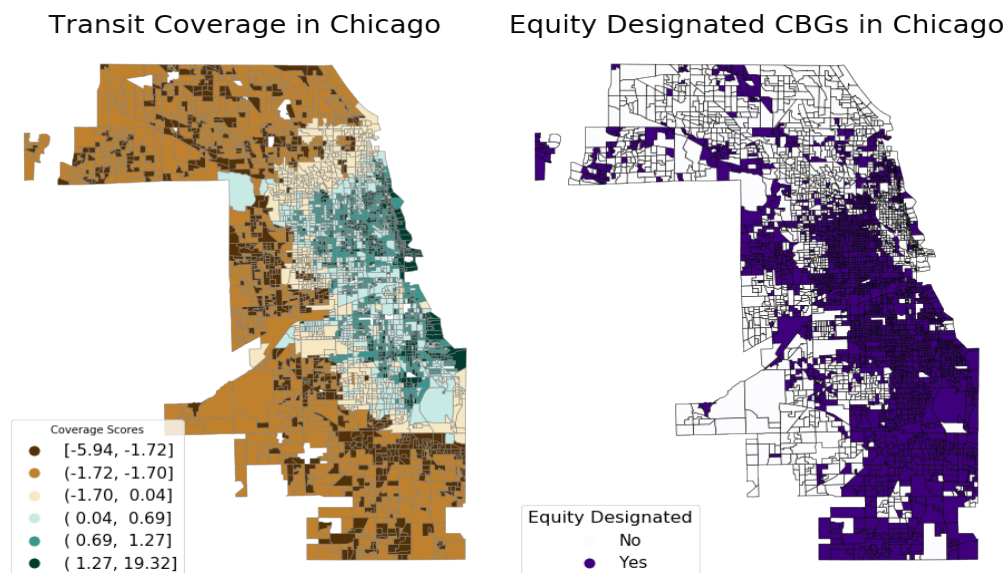 Transit Coverage in Chicago
Equity Designated CBGs in Chicago
Coverage Scores
[-5.94, -1.72]
(-1.72, -1.70]
(-1.70,  0.04]
( 0.04,  0.69]
( 0.69,  1.27]
( 1.27, 19.32]
Equity Designated
No
Yes